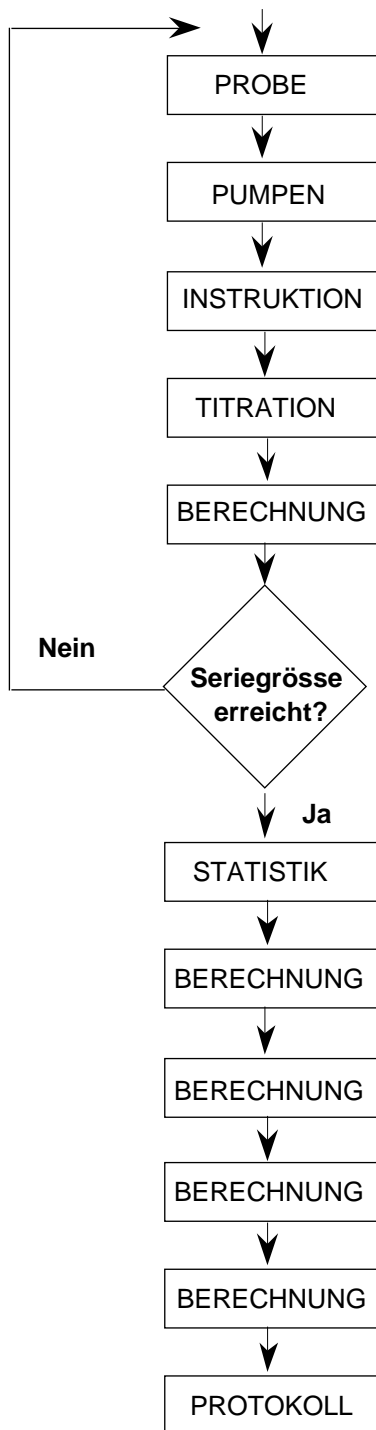 PROBE
PUMPEN
INSTRUKTION
TITRATION
BERECHNUNG
Nein
Seriegrösse
erreicht?
Ja
STATISTIK
BERECHNUNG
BERECHNUNG
BERECHNUNG
BERECHNUNG
PROTOKOLL